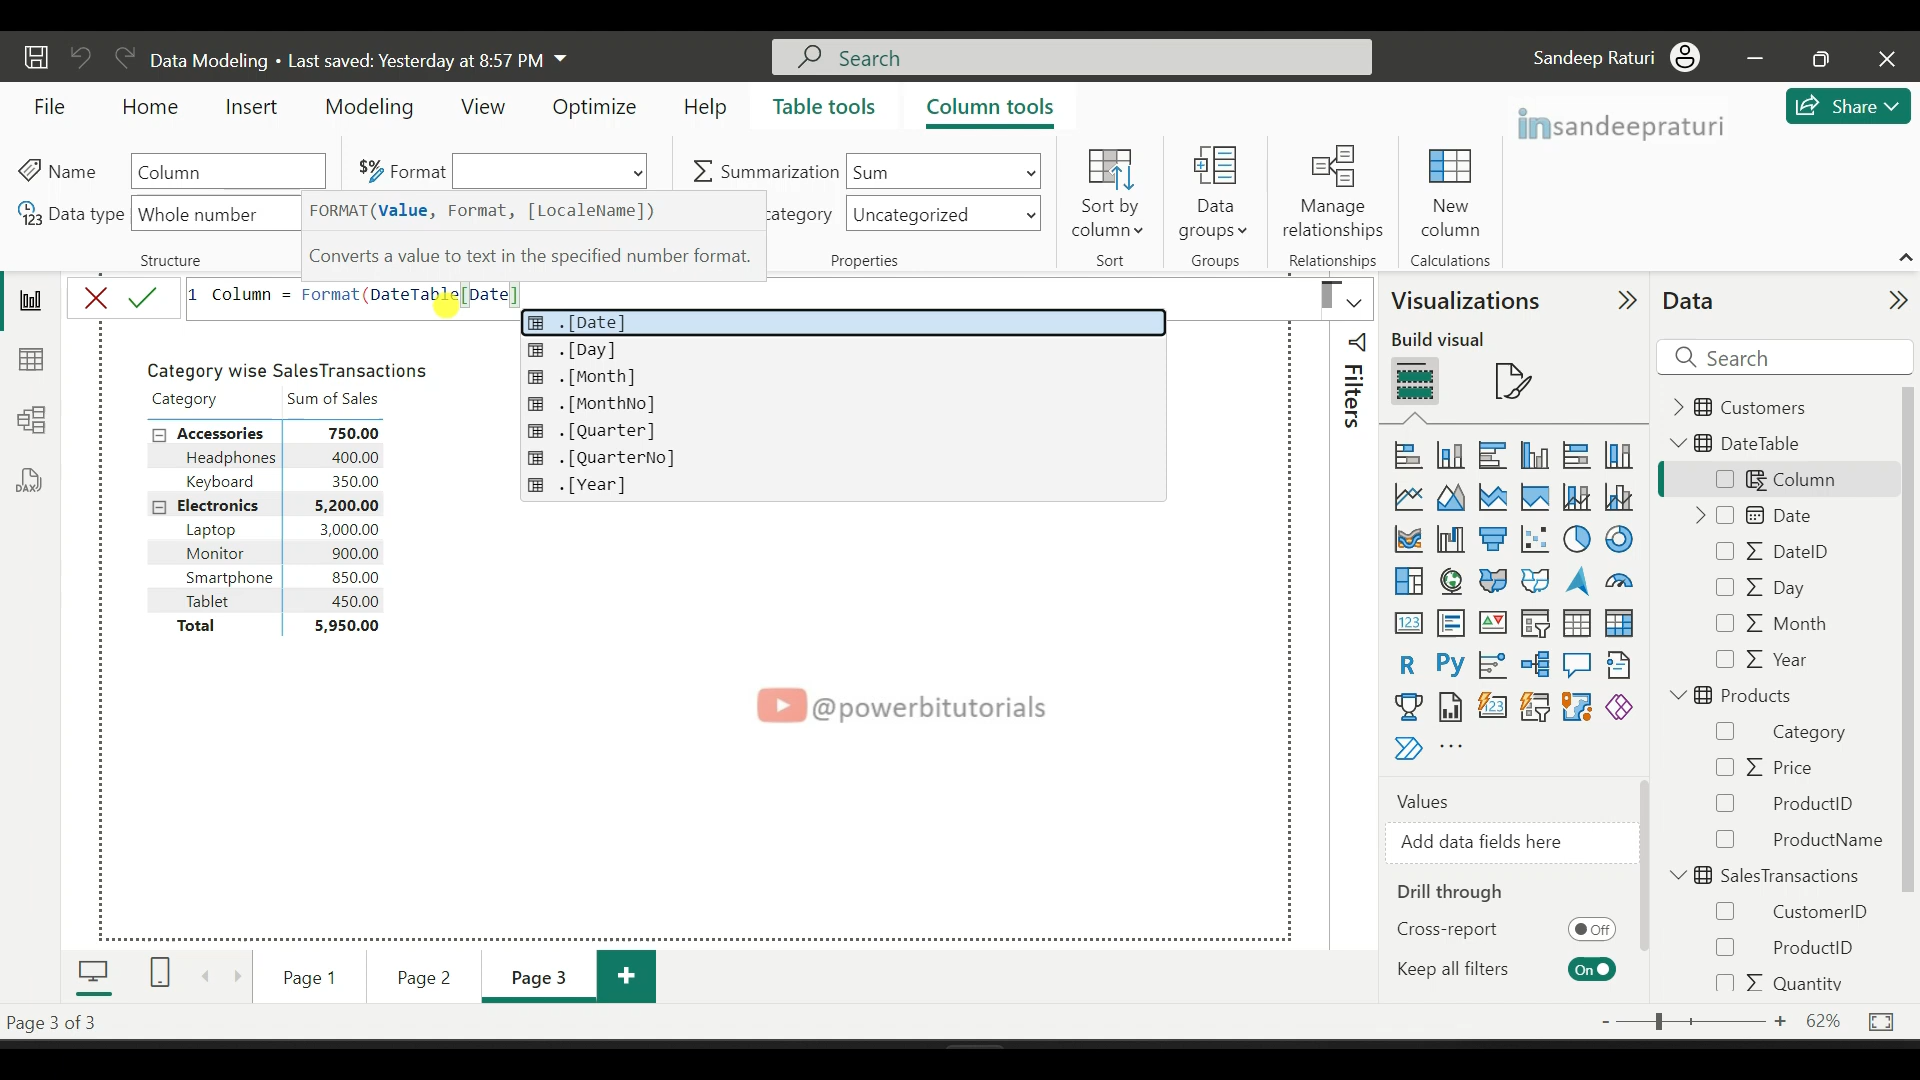 Data Modeling • Last saved: Yesterday at 8:57 PM
Search
Sandeep Raturi
File
Home
Insert
Modeling
View
Optimize
Help
Table tools
Column tools
Share
insandeepraturi
Name
Column
$% Format
Summarization
Sum
123 Data type
Whole number
category
Uncategorized
FORMAT(Value, Format, [LocaleName])
Converts a value to text in the specified number format.
Sort by
column
Data
groups
Manage
relationships
New
column
Structure
Properties
Sort
Groups
Relationships
Calculations
1 Column = Format(DateTable[Date]
.[Date]
.[Day]
.[Month]
.[MonthNo]
.[Quarter]
.[QuarterNo]
.[Year]
DAX
Category wise SalesTransactions
Category Sum of Sales
Accessories 750.00
Headphones 400.00
Keyboard 350.00
Electronics 5,200.00
Laptop 3,000.00
Monitor 900.00
Smartphone 850.00
Tablet 450.00
Total 5,950.00
@powerbitutorials
Filters
Visualizations
Build visual
123
R
Py
123
Values
Add data fields here
Drill through
Cross-report
Off
Keep all filters
On
Data
Search
Customers
DateTable
Column
Date
DateID
Day
Month
Year
Products
Category
Price
ProductID
ProductName
SalesTransactions
CustomerID
ProductID
Quantity
Page 1
Page 2
Page 3
+
Page 3 of 3
- + 62%